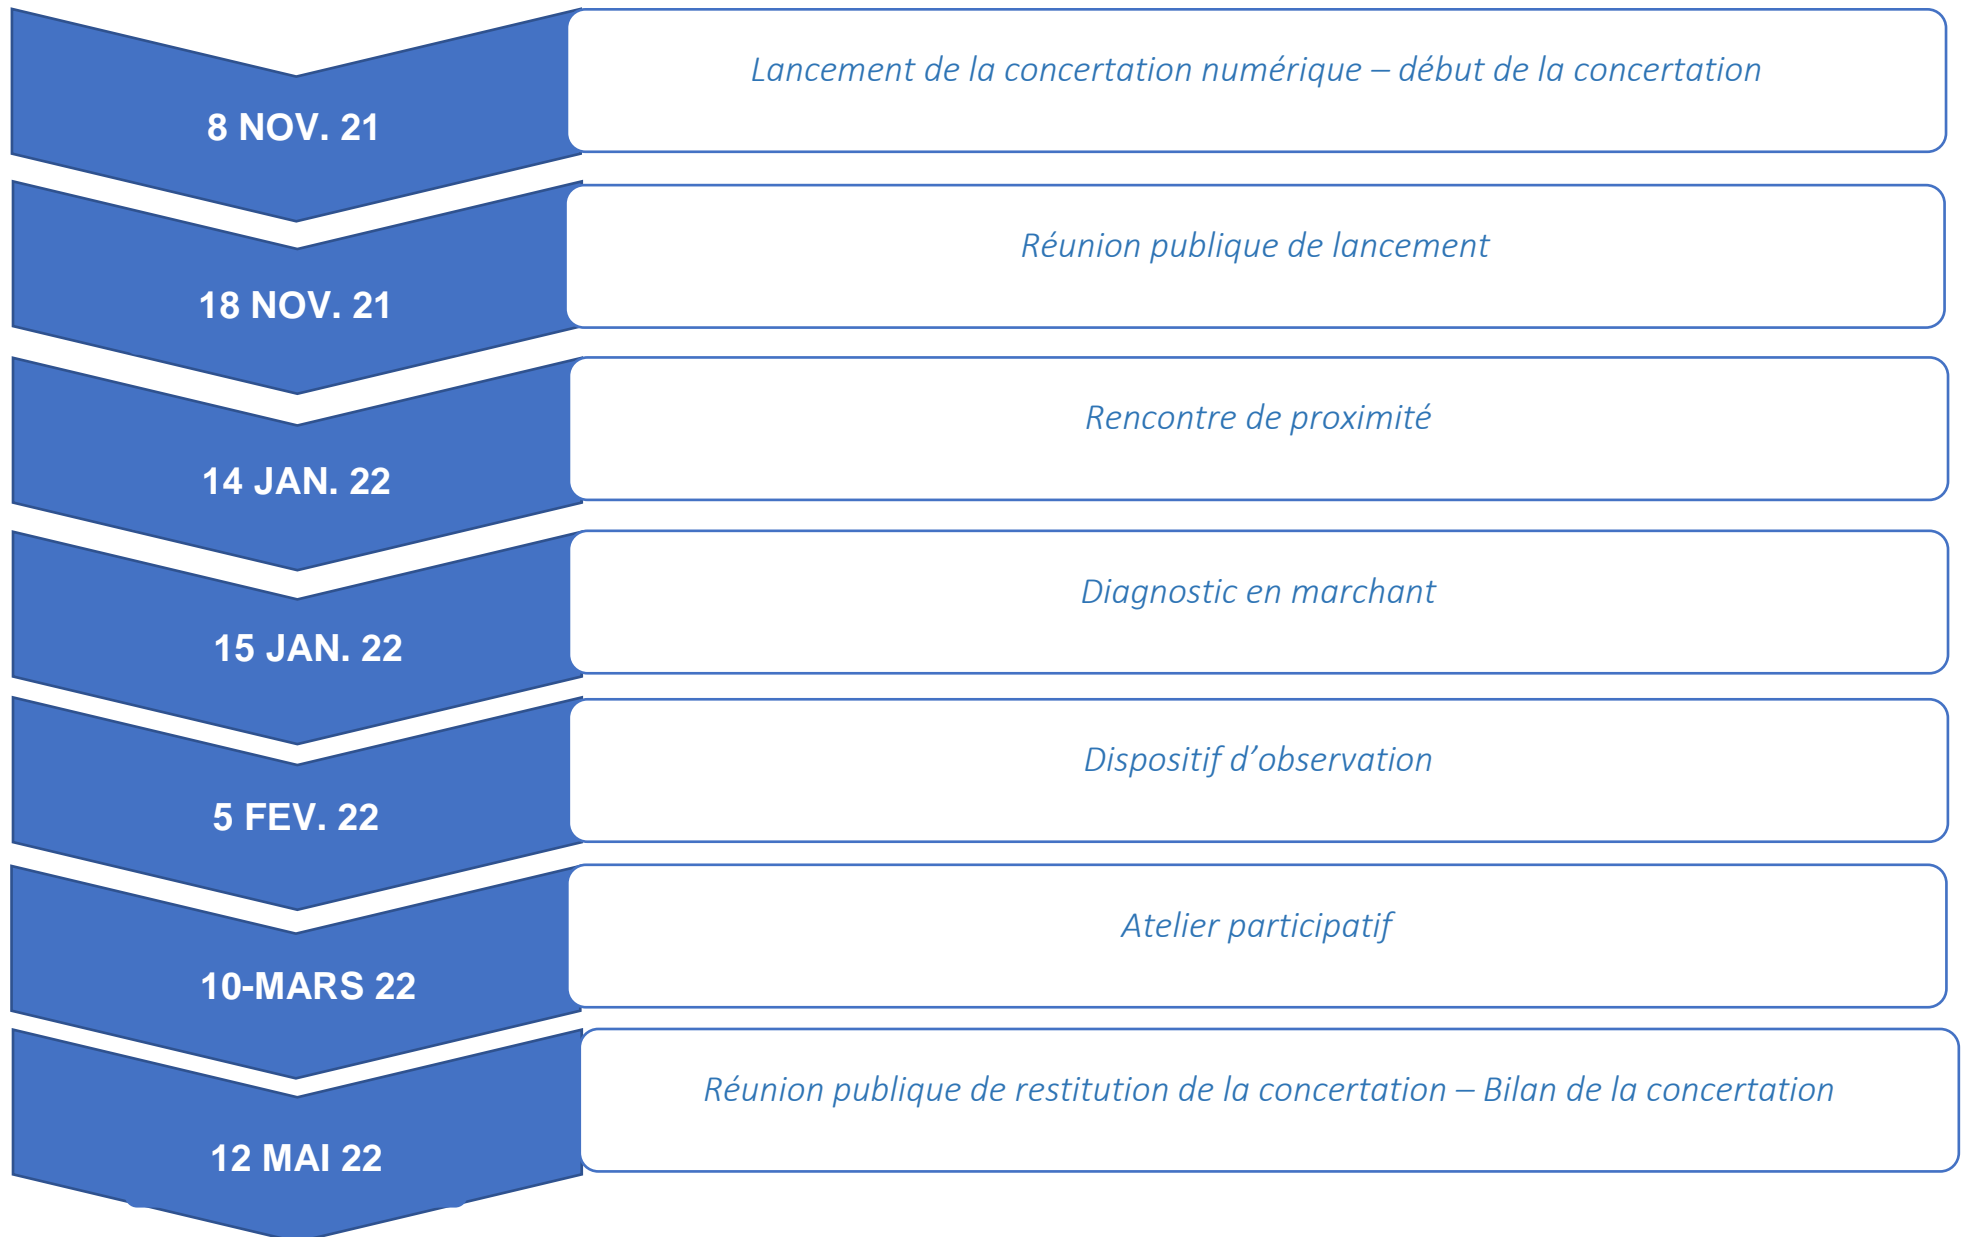 8 NOV. 21
Lancement de la concertation numérique – début de la concertation
18 NOV. 21
Réunion publique de lancement
14 JAN. 22
Rencontre de proximité
15 JAN. 22
Diagnostic en marchant
5 FEV. 22
Dispositif d’observation
10-MARS 22
Atelier participatif
12 MAI 22
Réunion publique de restitution de la concertation – Bilan de la concertation